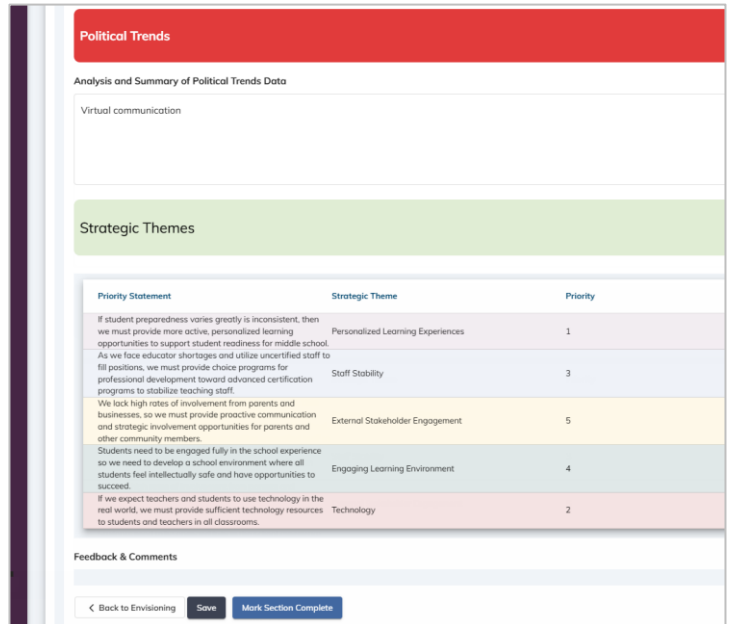 Political Trends
Analysis and Summary of Political Trends Data
Virtual communication
Strategic Themes
Priority Statement Strategic Theme Priority
If student preparedness varies greatly is inconsistent, then
we must provide more active, personalized learning
opportunities to support student readiness for middle school.
Personalized Learning Experiences 1
As we face educator shortages and utilize uncertified staff to
fill positions, we must provide choice programs for
professional development toward advanced certification
programs to stabilize teaching staff.
Staff Stability 3
We lack high rates of involvement from parents and
businesses, so we must provide proactive communication
and strategic involvement opportunities for parents and
other community members.
External Stakeholder Engagement 5
Students need to be engaged fully in the school experience
so we need to develop a school environment where all
students feel intellectually safe and have opportunities to
succeed.
Engaging Learning Environment 4
If we expect teachers and students to use technology in the
real world, we must provide sufficient technology resources
to students and teachers in all classrooms.
Technology 2
Feedback & Comments
Back to Envisioning Save Mark Section Complete